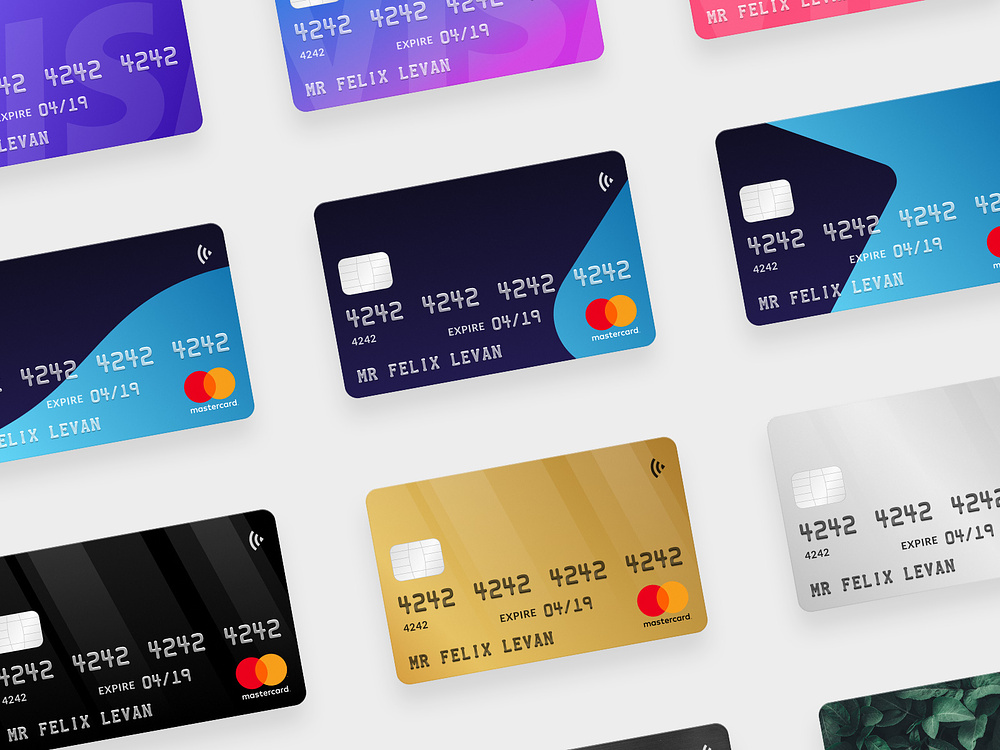 VISA
42 4242 4242
EXPIRE 04/19
LEVAN
VISA
4242 4242 4242
4242
EXPIRE 04/19
MR FELIX LEVAN
MR FELIX LEVAN
4242 4242 4242
EXPIRE 04/19
FELIX LEVAN
mastercard.
4242 4242 4242 4242
4242
EXPIRE 04/19
MR FELIX LEVAN
mastercard.
4242 4242 4242 42
4242
EXPIRE 04/19
MR FELIX LEVAN
4242 4242 4242 4242
4242
EXPIRE 04/19
MR FELIX LEVAN
mastercard.
4242 4242 4242 4242
4242
EXPIRE 04/19
MR FELIX LEVAN
mastercard.
4242 4242 4242
4242
EXPIRE 04/19
MR FELIX LEVAN